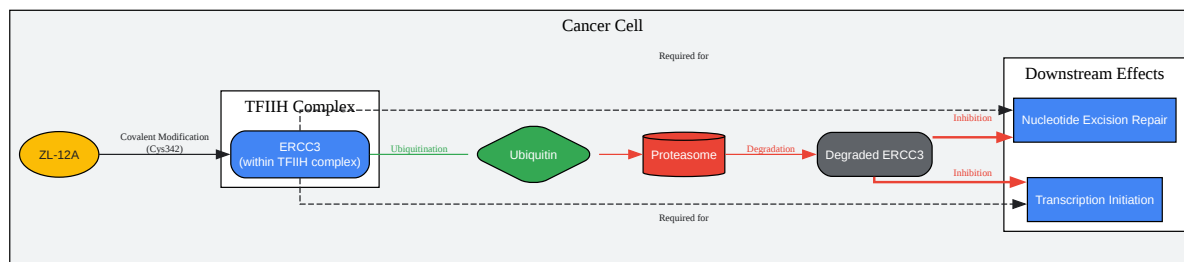 Cancer Cell
Required for
Downstream Effects
TFIIH Complex
Inhibition
Nucleotide Excision Repair
Covalent Modification
(Cys342)
ZL-12A
ERCC3
(within TFIIH complex)
Ubiquitination
Ubiquitin
Proteasome
Degradation
Degraded ERCC3
Inhibition
Transcription Initiation
Required for